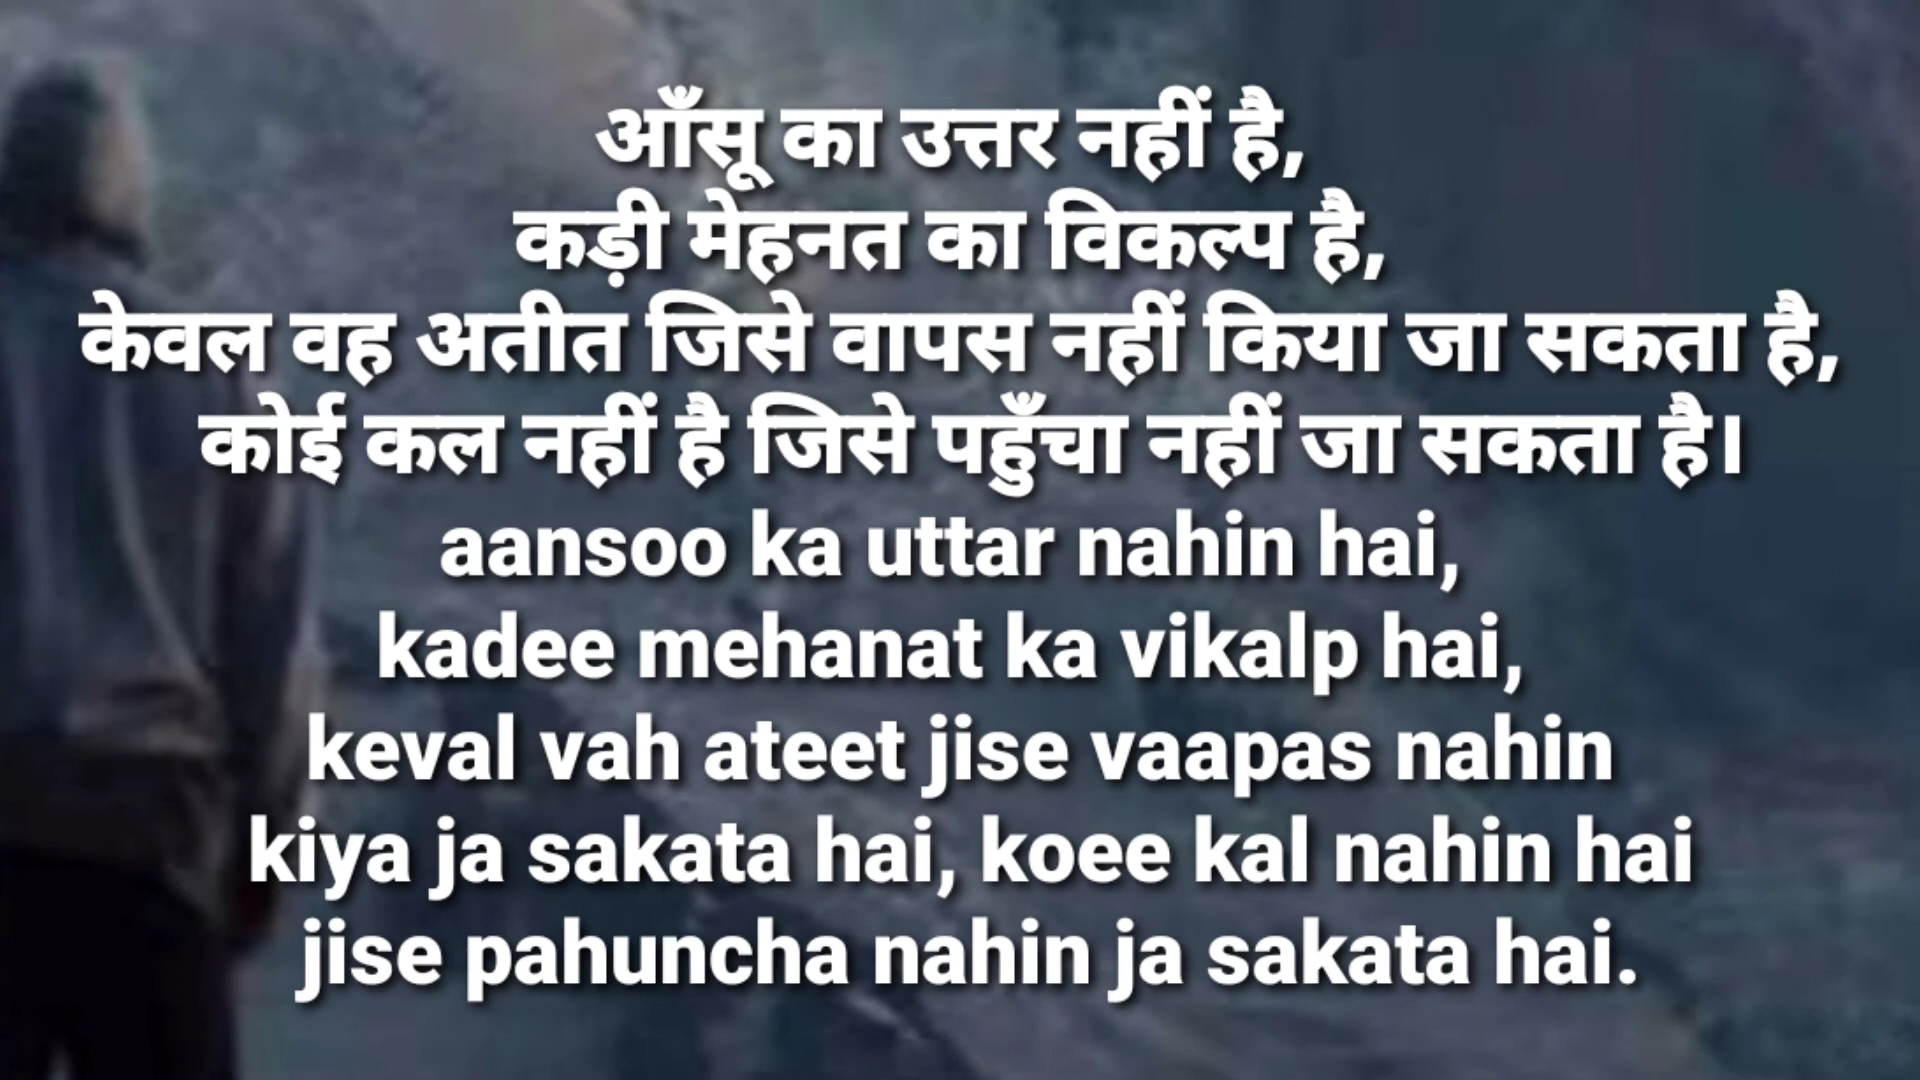 आँसू का उत्तर नहीं है,
कड़ी मेहनत का विकल्प है,
केवल वह अतीत जिसे वापस नहीं किया जा सकता है,
कोई कल नहीं है जिसे पहुँचा नहीं जा सकता है।
aansoo ka uttar nahin hai,
kadee mehanat ka vikalp hai,
keval vah ateet jise vaapas nahin
kiya ja sakata hai, koee kal nahin hai
jise pahuncha nahin ja sakata hai.